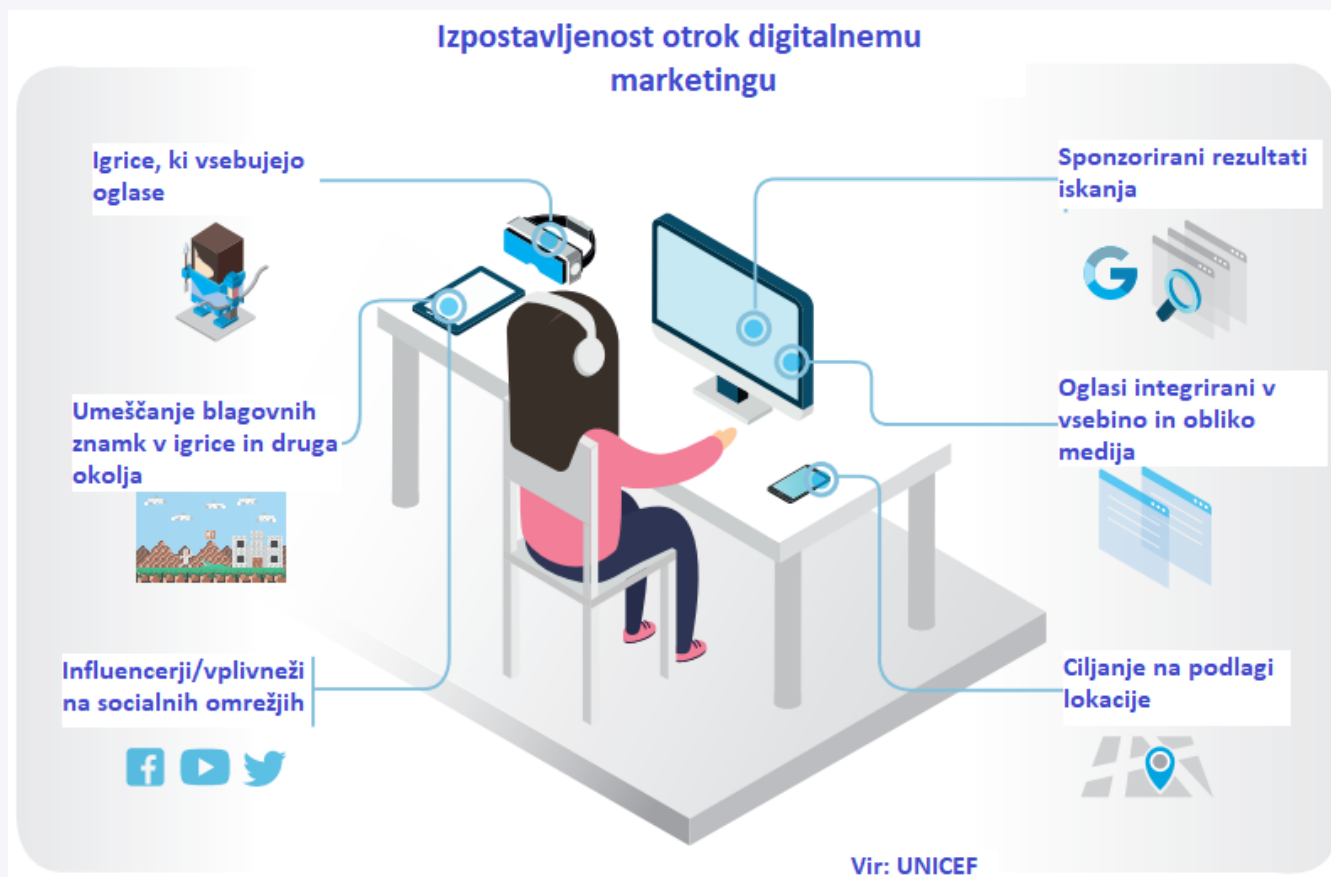 Izpostavljenost otrok digitalnemu
marketingu
Igrice, ki vsebujejo
oglase
Umeščanje blagovnih
znamk v igrice in druga
okolja
Influencerji/vplivneži
na socialnih omrežjih
Sponzorirani rezultati
iskanja
Oglasi integrirani v
vsebino in obliko
medija
Ciljanje na podlagi
lokacije
Vir: UNICEF